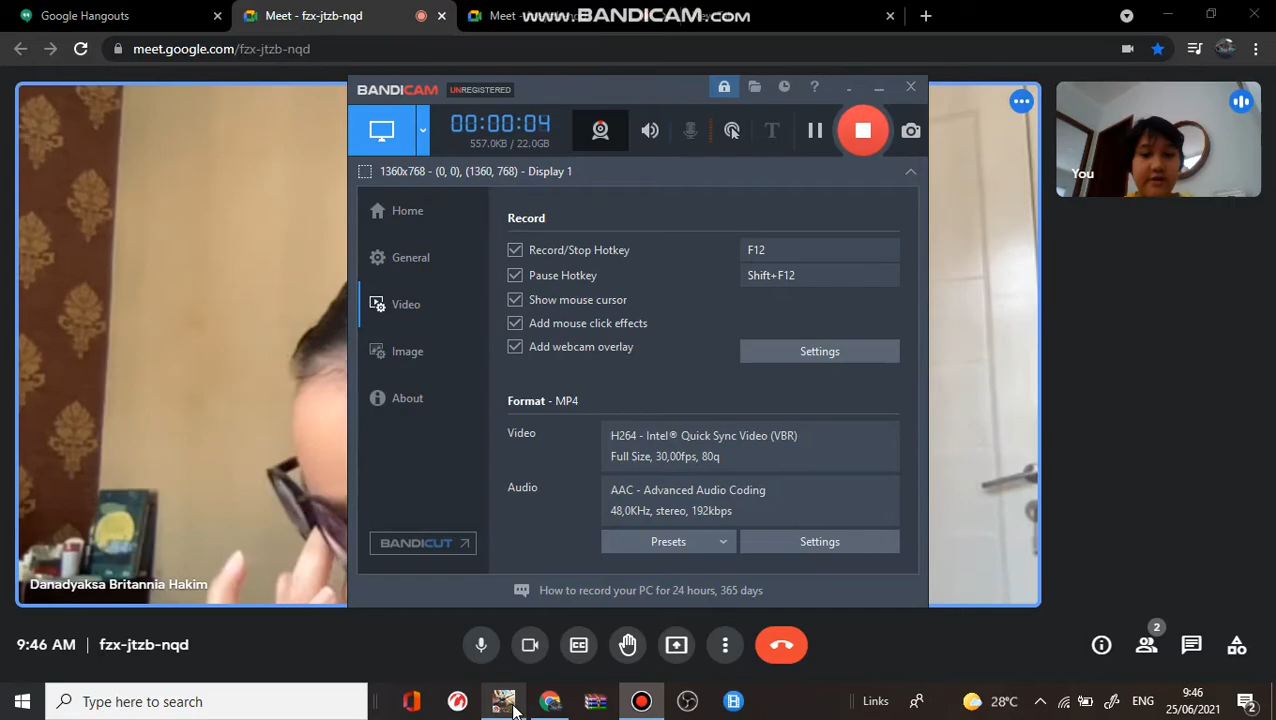 Google Hangouts
Meet - fzx-jtzb-nqd
Meet -
www.BANDICAM.com
meet.google.com/fzx-jtzb-nqd
BANDICAM UNREGISTERED
00:00:04
557.0KB / 22.0GB
T
1360x768 - (0, 0), (1360, 768) - Display 1
You
Home
General
Video
Image
About
BANDICUT
Record
Record/Stop Hotkey
F12
Pause Hotkey
Shift+F12
Show mouse cursor
Add mouse click effects
Add webcam overlay
Settings
Format - MP4
Video
H264 - Intel® Quick Sync Video (VBR)
Full Size, 30,00fps, 80q
Audio
AAC - Advanced Audio Coding
48,0KHz, stereo, 192kbps
Presets
Settings
How to record your PC for 24 hours, 365 days
Danadyaksa Britannia Hakim
9:46 AM | fzx-jtzb-nqd
CC
2
Type here to search
Links
28°C
ENG
9:46
25/06/2021
2